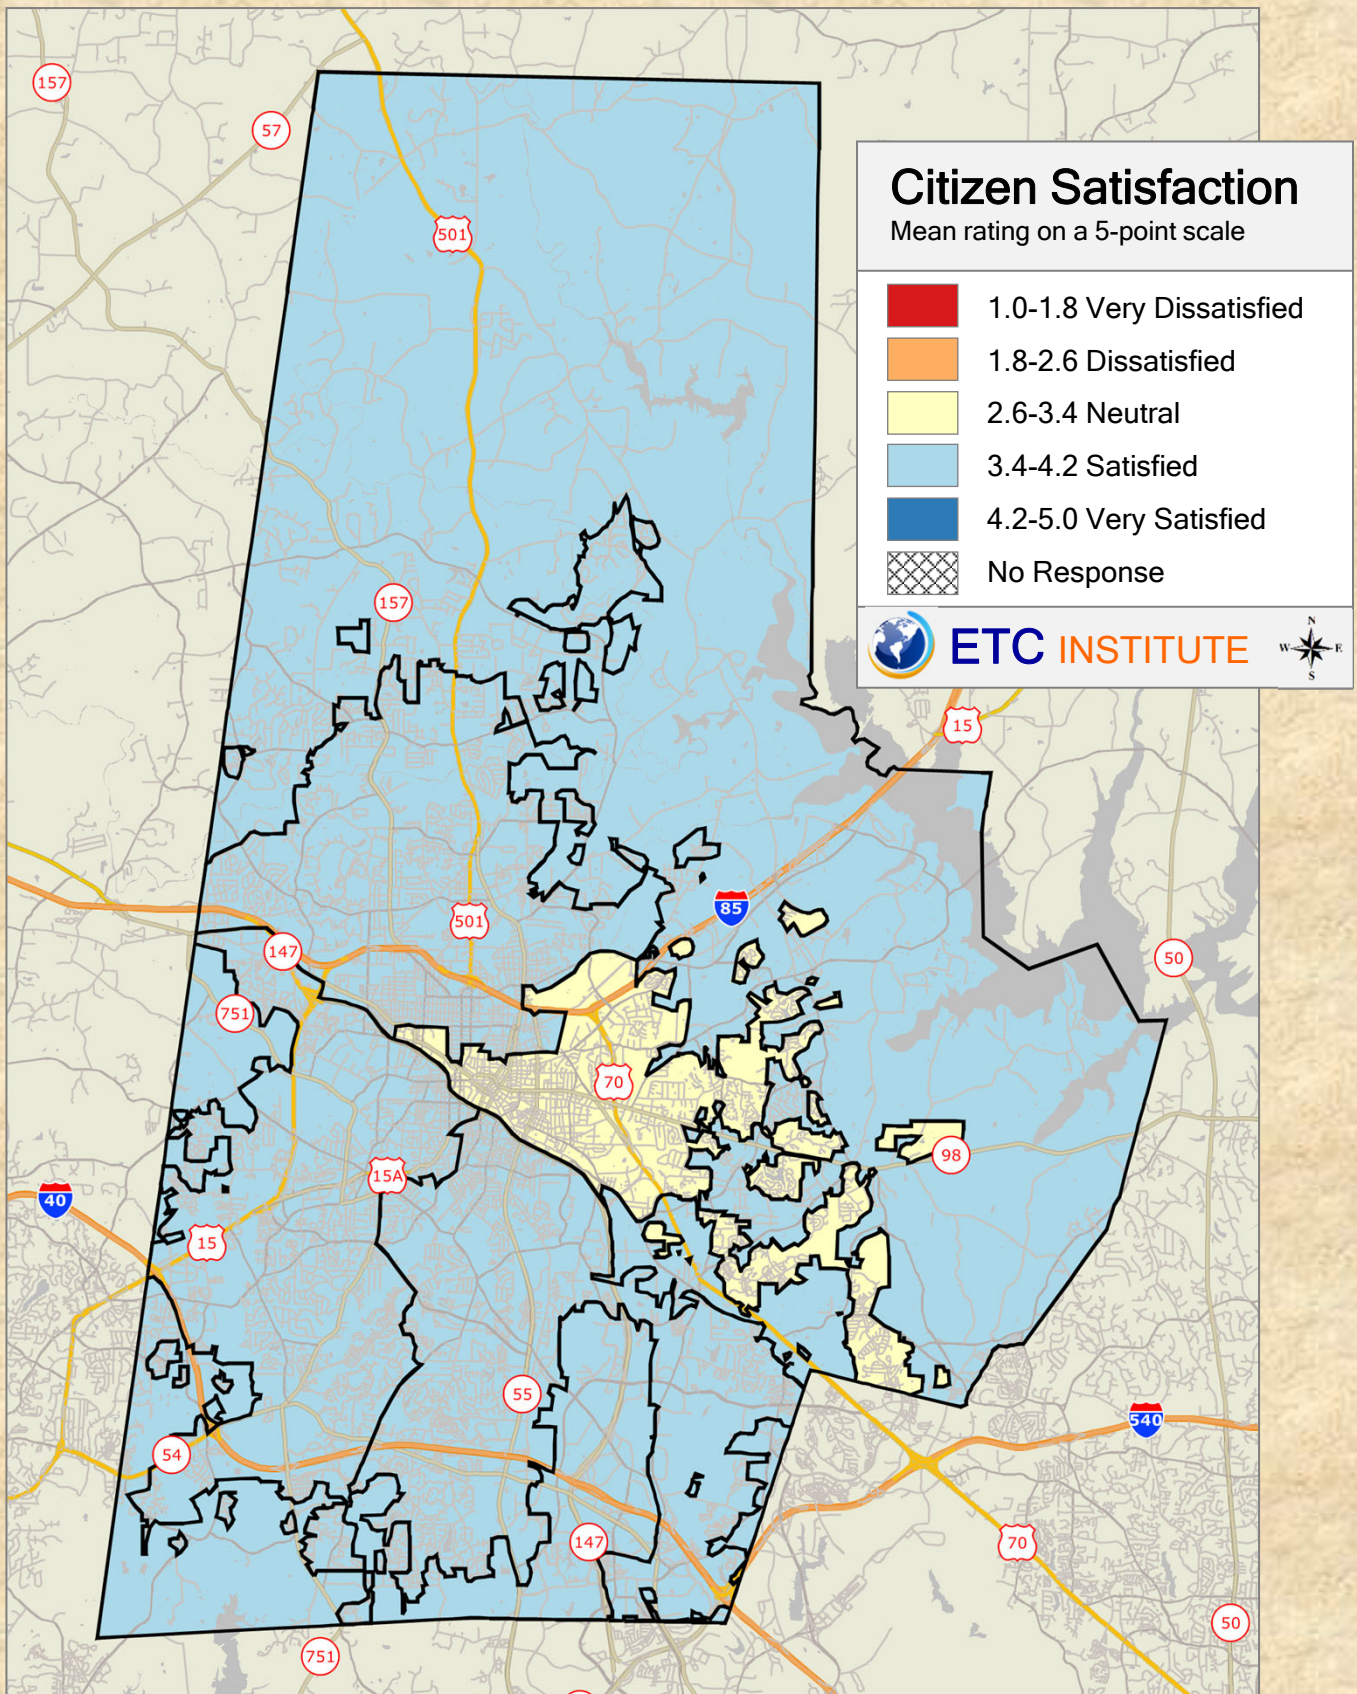 157
57
501
Citizen Satisfaction
Mean rating on a 5-point scale
1.0-1.8 Very Dissatisfied
1.8-2.6 Dissatisfied
2.6-3.4 Neutral
3.4-4.2 Satisfied
4.2-5.0 Very Satisfied
No Response
ETC INSTITUTE
N
W E
S
157
15
85
501
147
50
751
70
98
15A
40
15
55
540
54
147
70
50
751